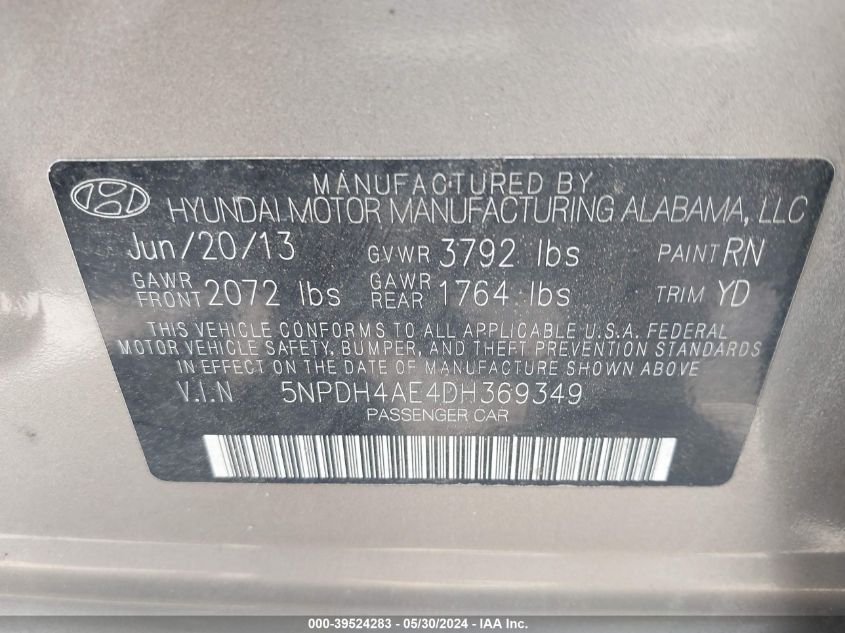 MANUFACTURED BY
HYUNDAI MOTOR MANUFACTURING ALABAMA, LLC
Jun/20/13 GVWR 3792 lbs PAINT RN
GAWR FRONT 2072 lbs GAWR REAR 1764 lbs TRIM YD
THIS VEHICLE CONFORMS TO ALL APPLICABLE U.S.A. FEDERAL
MOTOR VEHICLE SAFETY, BUMPER, AND THEFT PREVENTION STANDARDS
IN EFFECT ON THE DATE OF MANUFACTURE SHOWN ABOVE
V.I.N 5NPDH4AE4DH369349
PASSENGER CAR
000-39524283 - 05/30/2024 - IAA Inc.